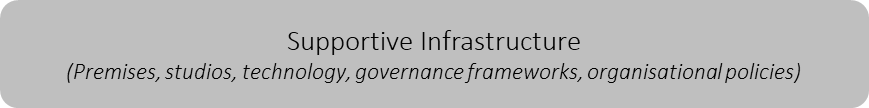 Supportive Infrastructure
(Premises, studios, technology, governance frameworks, organisational policies)